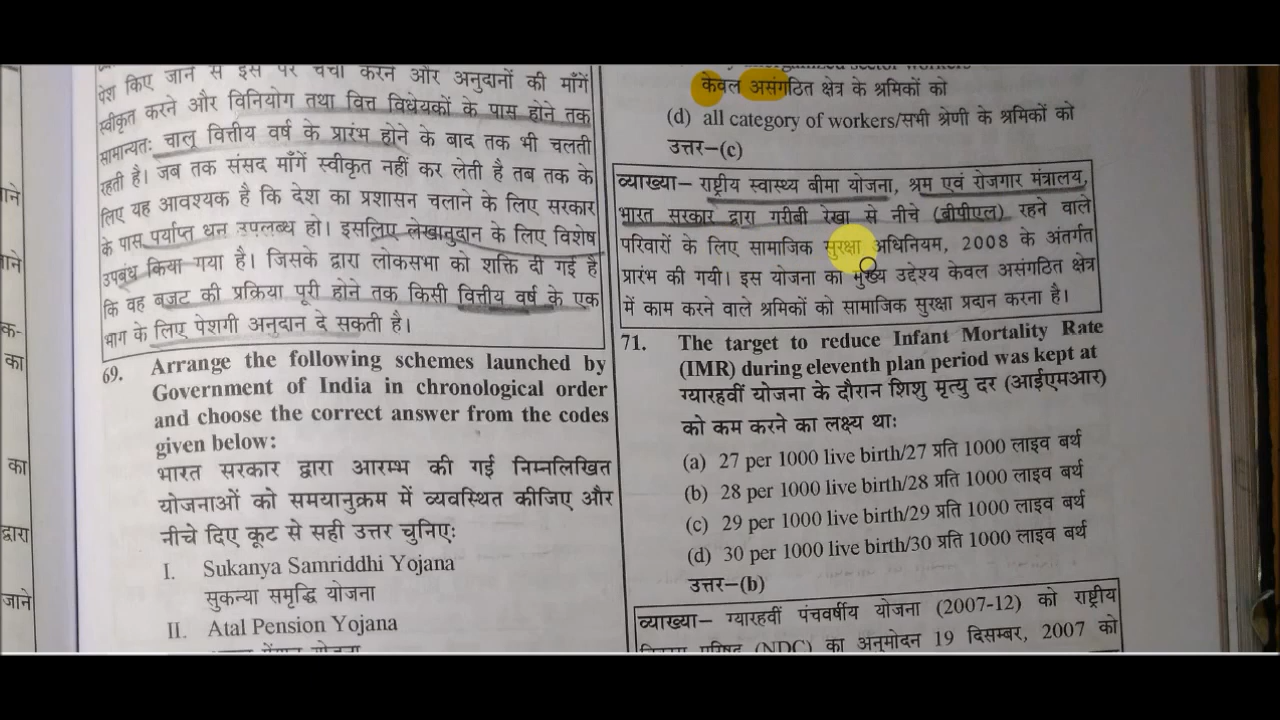 पेश किए जाने से इस पर चर्चा करने और अनुदानों की माँगें
स्वीकृत करने और विनियोग तथा वित्त विधेयकों के पास होने तक
सामान्यतः चालू वित्तीय वर्ष के प्रारंभ होने के बाद तक भी चलती
रहती है। जब तक संसद माँगें स्वीकृत नहीं कर लेती है तब तक के
लिए यह आवश्यक है कि देश का प्रशासन चलाने के लिए सरकार
के पास पर्याप्त धन उपलब्ध हो। इसलिए लेखानुदान के लिए विशेष
उपबंध किया गया है। जिसके द्वारा लोकसभा को शक्ति दी गई है
कि वह बजट की प्रक्रिया पूरी होने तक किसी वित्तीय वर्ष के एक
भाग के लिए पेशगी अनुदान दे सकती है।
69. Arrange the following schemes launched by
Government of India in chronological order
and choose the correct answer from the codes
given below:
भारत सरकार द्वारा आरम्भ की गई निम्नलिखित
योजनाओं को समयानुक्रम में व्यवस्थित कीजिए और
नीचे दिए कूट से सही उत्तर चुनिए:
I. Sukanya Samriddhi Yojana
सुकन्या समृद्धि योजना
II. Atal Pension Yojana
sector workers
केवल असंगठित क्षेत्र के श्रमिकों को
(d) all category of workers/सभी श्रेणी के श्रमिकों को
उत्तर–(c)
व्याख्या– राष्ट्रीय स्वास्थ्य बीमा योजना, श्रम एवं रोजगार मंत्रालय,
भारत सरकार द्वारा गरीबी रेखा से नीचे (बीपीएल) रहने वाले
परिवारों के लिए सामाजिक सुरक्षा अधिनियम, 2008 के अंतर्गत
प्रारंभ की गयी। इस योजना का मुख्य उद्देश्य केवल असंगठित क्षेत्र
में काम करने वाले श्रमिकों को सामाजिक सुरक्षा प्रदान करना है।
71. The target to reduce Infant Mortality Rate
(IMR) during eleventh plan period was kept at
ग्यारहवीं योजना के दौरान शिशु मृत्यु दर (आईएमआर)
को कम करने का लक्ष्य था:
(a) 27 per 1000 live birth/27 प्रति 1000 लाइव बर्थ
(b) 28 per 1000 live birth/28 प्रति 1000 लाइव बर्थ
(c) 29 per 1000 live birth/29 प्रति 1000 लाइव बर्थ
(d) 30 per 1000 live birth/30 प्रति 1000 लाइव बर्थ
उत्तर–(b)
व्याख्या– ग्यारहवीं पंचवर्षीय योजना (2007-12) को राष्ट्रीय
(NDC) का अनुमोदन 19 दिसम्बर, 2007 को
जाने
जाने
क-
का
का
द्वारा
जाने